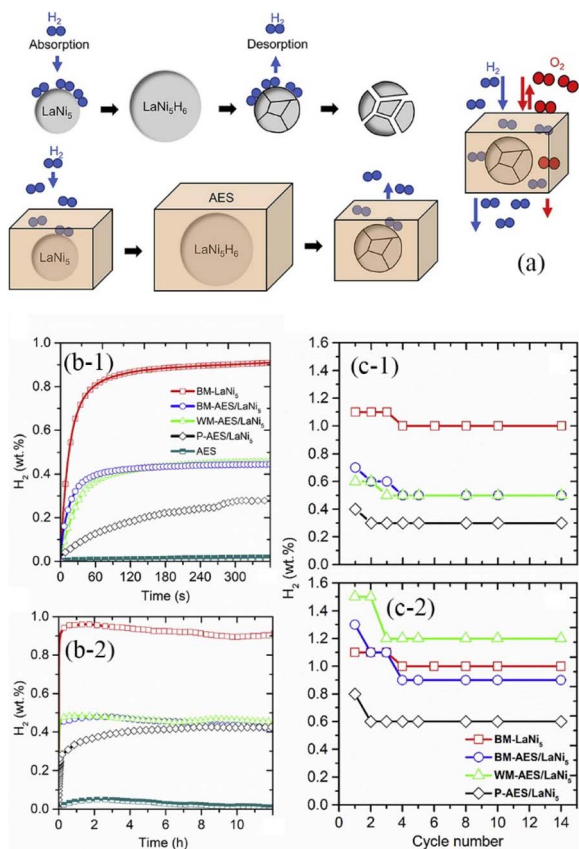 H₂
Absorption
LaNi₅
LaNi₅H₆
H₂
Desorption
H₂
O₂
(a)
H₂
LaNi₅
AES
LaNi₅H₆
(b-1)
H₂ (wt.%)
1.0
0.8
0.6
0.4
0.2
0.0
BM-LaNi₅
BM-AES/LaNi₅
WM-AES/LaNi₅
P-AES/LaNi₅
AES
0 60 120 180 240 300
Time (s)
(b-2)
H₂ (wt.%)
1.0
0.8
0.6
0.4
0.2
0.0
0 2 4 6 8 10
Time (h)
(c-1)
H₂ (wt.%)
1.6
1.4
1.2
1.0
0.8
0.6
0.4
0.2
0.0
(c-2)
1.6
1.4
1.2
1.0
0.8
0.6
0.4
0.2
0.0
BM-LaNi₅
BM-AES/LaNi₅
WM-AES/LaNi₅
P-AES/LaNi₅
0 2 4 6 8 10 12 14
Cycle number